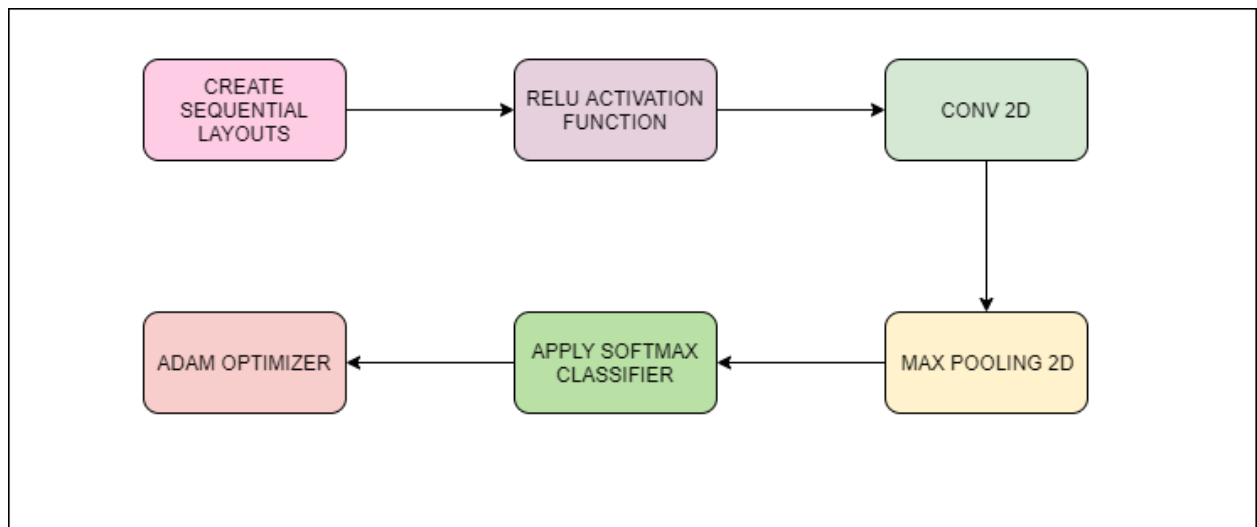 CREATE
SEQUENTIAL
LAYOUTS
RELU ACTIVATION
FUNCTION
CONV 2D
MAX POOLING 2D
APPLY SOFTMAX
CLASSIFIER
ADAM OPTIMIZER